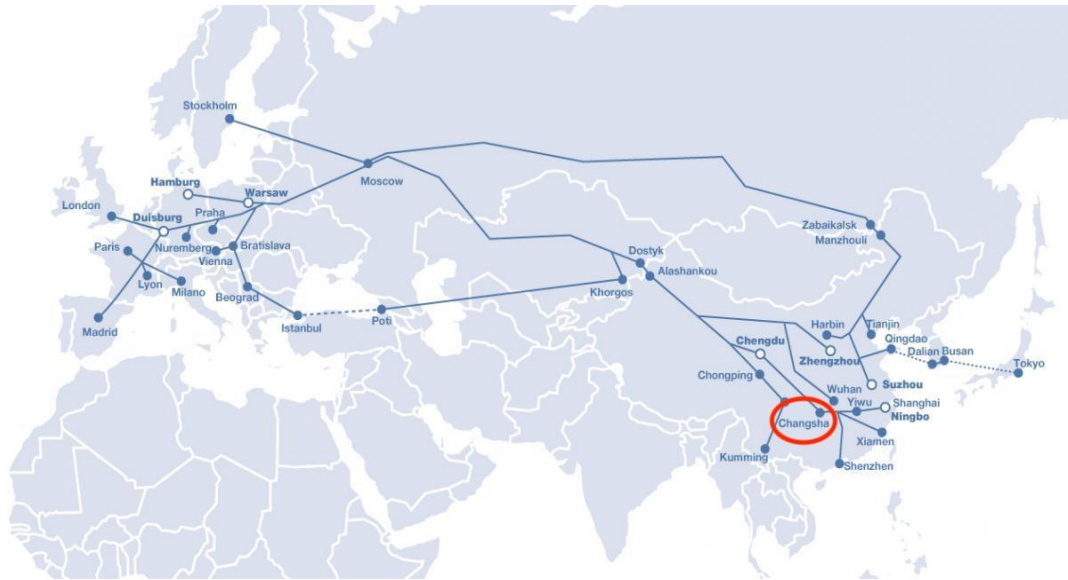 Stockholm
Moscow
Hamburg
Warsaw
London
Duisburg
Praha
Zabaikalsk
Manzhouli
Paris
Nuremberg
Bratislava
Vienna
Dostyk
Alashankou
Lyon
Milano
Beograd
Khorgos
Madrid
Istanbul
Poti
Harbin
Tianjin
Chengdu
Qingdao
Zhengzhou
Dalian
Busan
Tokyo
Chongping
Suzhou
Wuhan
Yiwu
Shanghai
Changsha
Ningbo
Xiamen
Kumming
Shenzhen